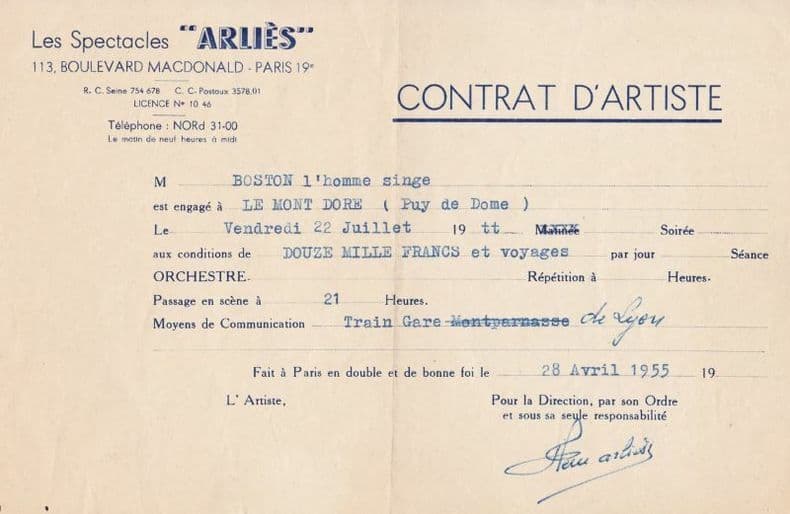 Les Spectacles "ARLIÈS"
113, BOULEVARD MACDONALD - PARIS 19e
R. C. Seine 754 678 C. C. Postaux 3578.01
LICENCE No 10 46
Téléphone : NORd 31-00
Le matin de neuf heures à midi
CONTRAT D'ARTISTE
M BOSTON l'homme singe
est engagé à LE MONT DORE ( Puy de Dome )
Le Vendredi 22 Juillet 19 tt Matinée Soirée
aux conditions de DOUZE MILLE FRANCS et voyages par jour Séance
ORCHESTRE. Répétition à Heures.
Passage en scène à 21 Heures.
Moyens de Communication Train Gare Montparnasse de Lyon
Fait à Paris en double et de bonne foi le 28 Avril 1955 19
L' Artiste, Pour la Direction, par son Ordre
et sous sa seule responsabilité
arliès